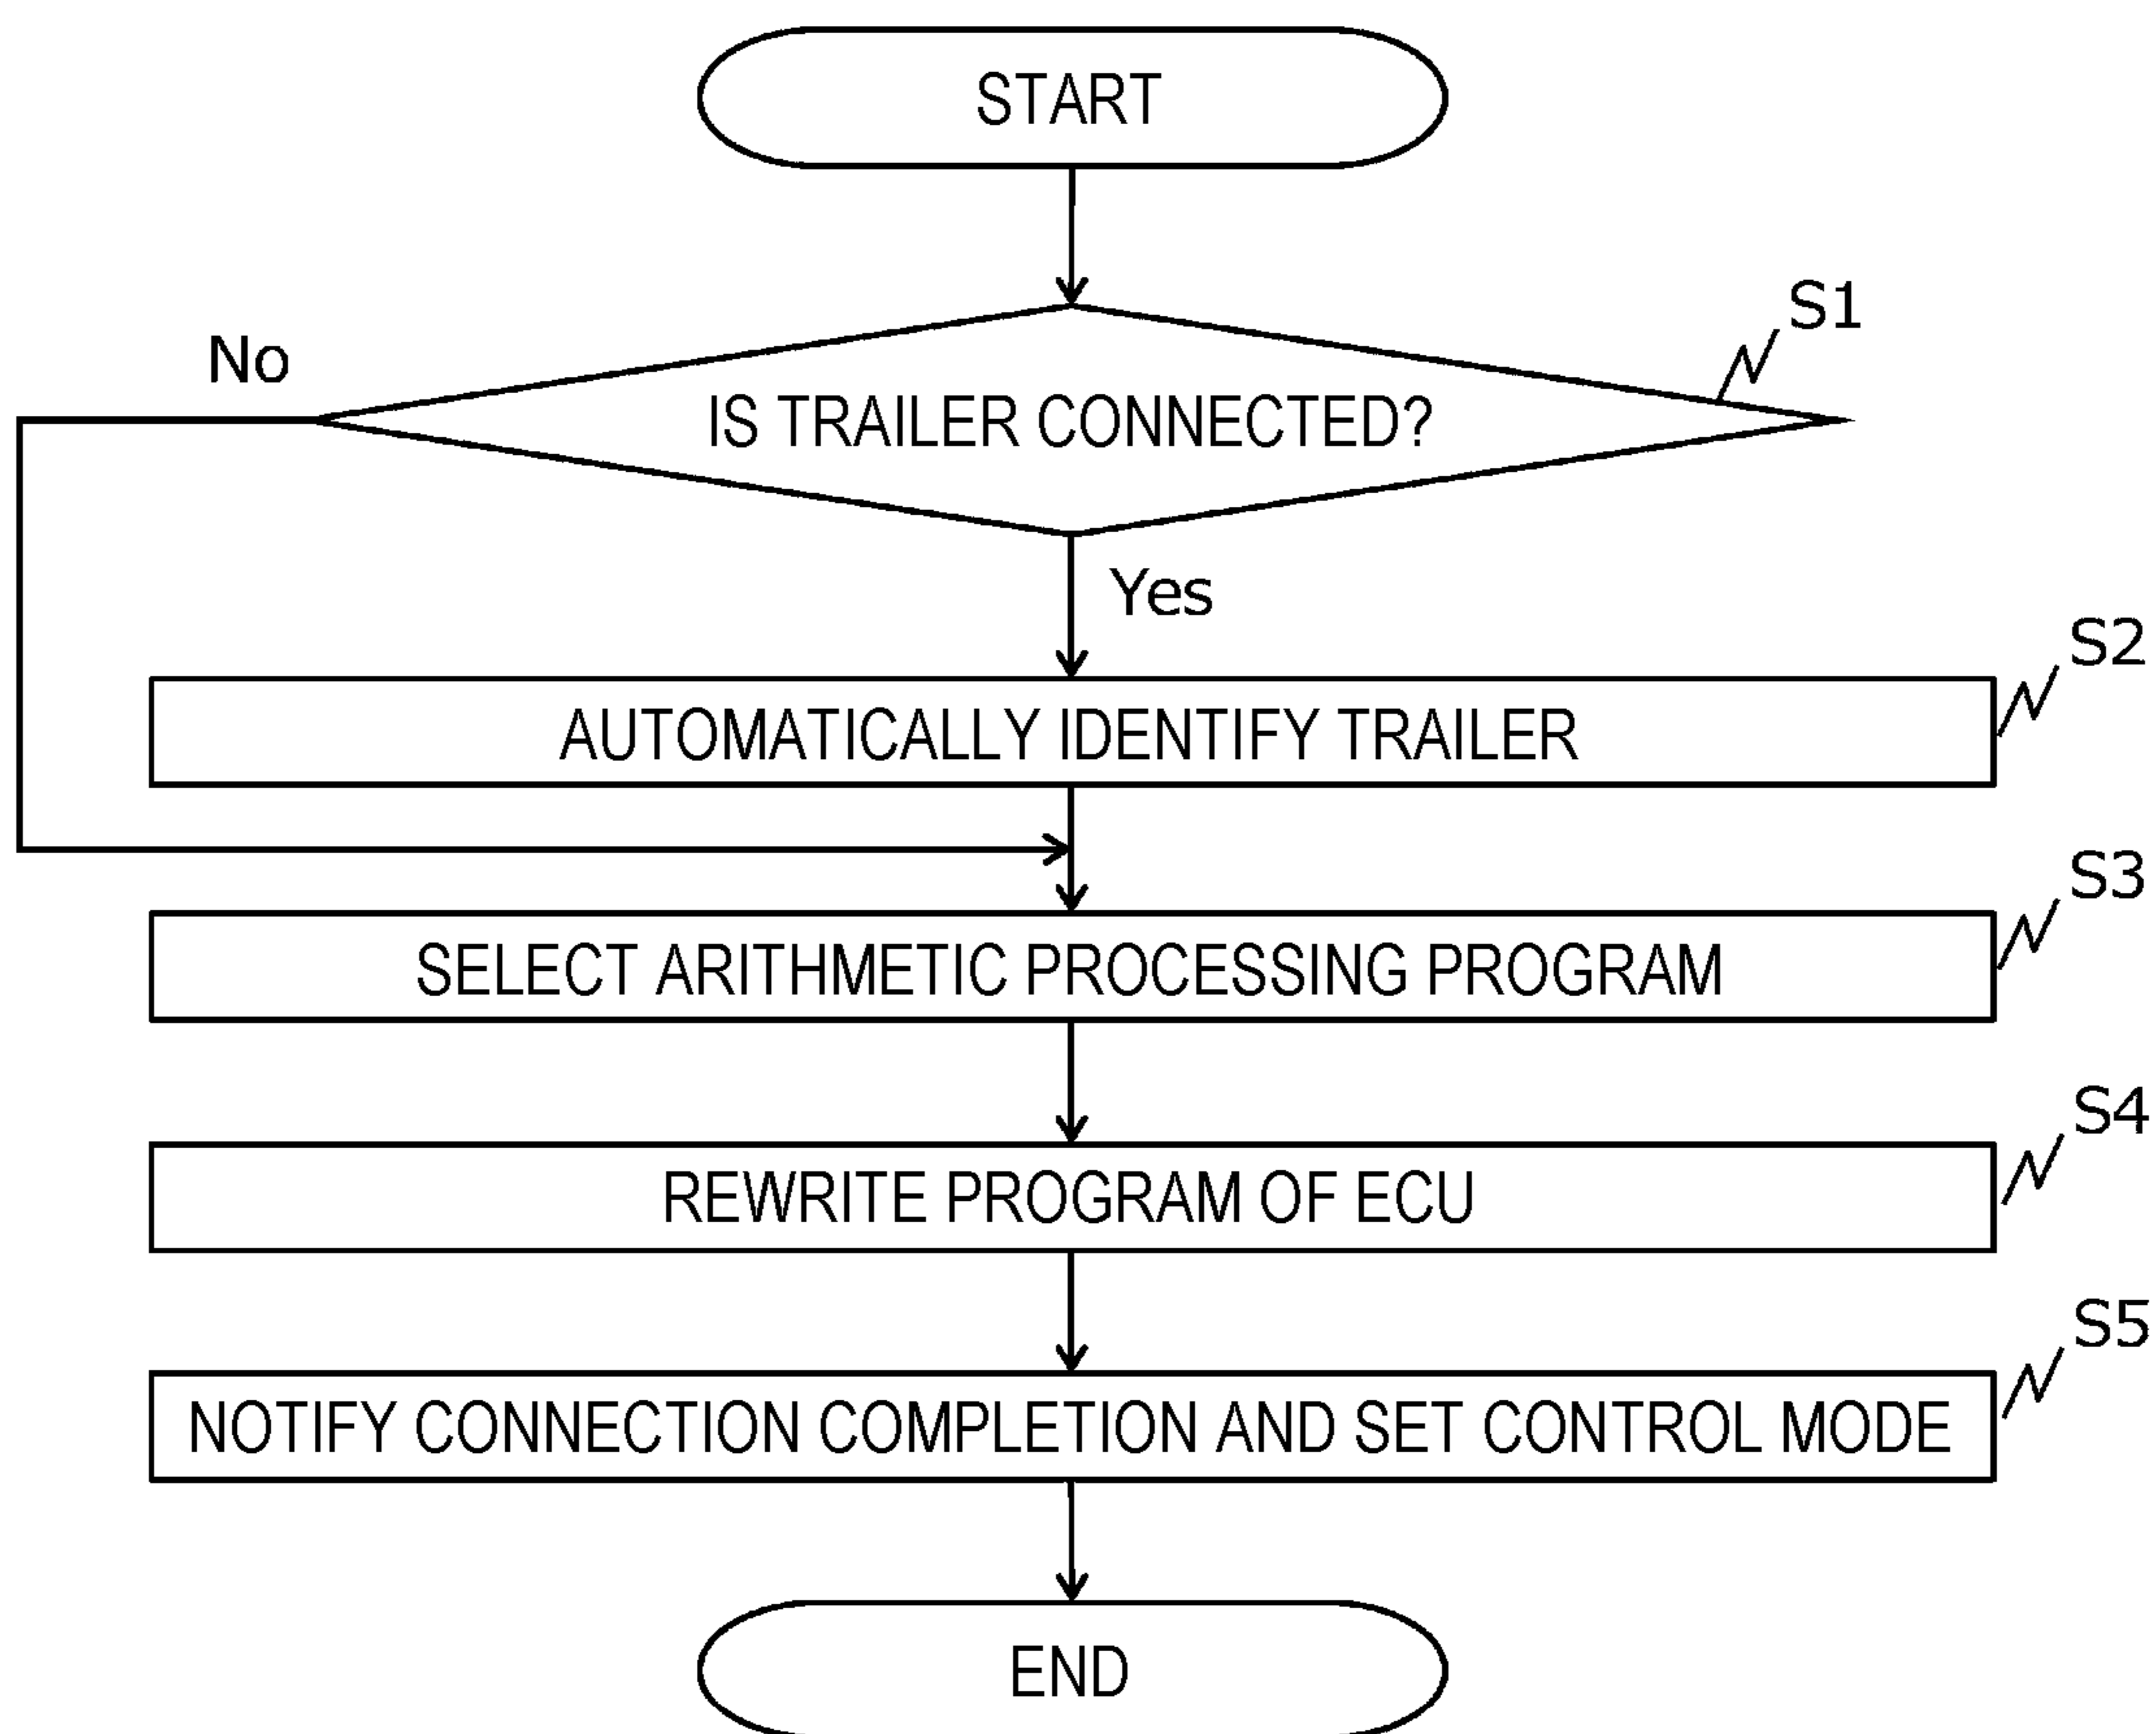 START
S1
No
IS TRAILER CONNECTED?
Yes
S2
AUTOMATICALLY IDENTIFY TRAILER
S3
SELECT ARITHMETIC PROCESSING PROGRAM
S4
REWRITE PROGRAM OF ECU
S5
NOTIFY CONNECTION COMPLETION AND SET CONTROL MODE
END